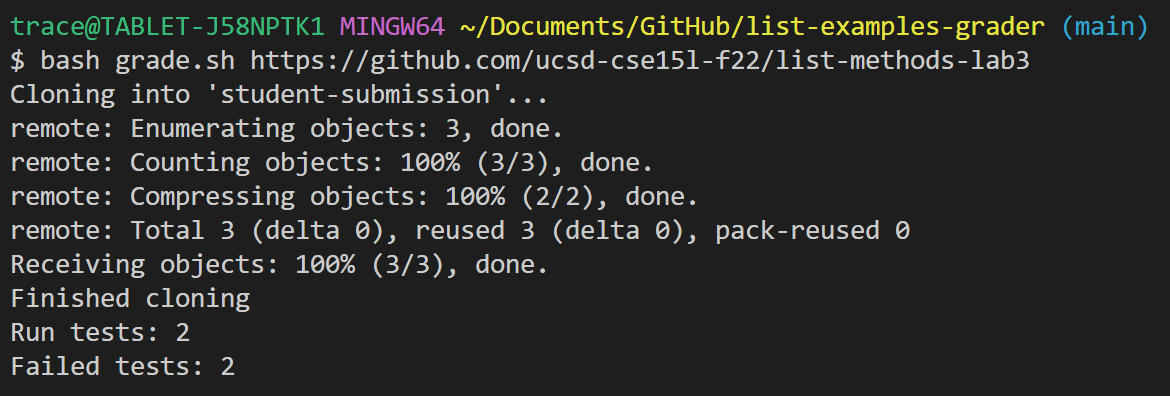 trace@TABLET-J58NPTK1 MINGW64 ~/Documents/GitHub/list-examples-grader (main)
$ bash grade.sh https://github.com/ucsd-cse15l-f22/list-methods-lab3
Cloning into 'student-submission'...
remote: Enumerating objects: 3, done.
remote: Counting objects: 100% (3/3), done.
remote: Compressing objects: 100% (2/2), done.
remote: Total 3 (delta 0), reused 3 (delta 0), pack-reused 0
Receiving objects: 100% (3/3), done.
Finished cloning
Run tests: 2
Failed tests: 2